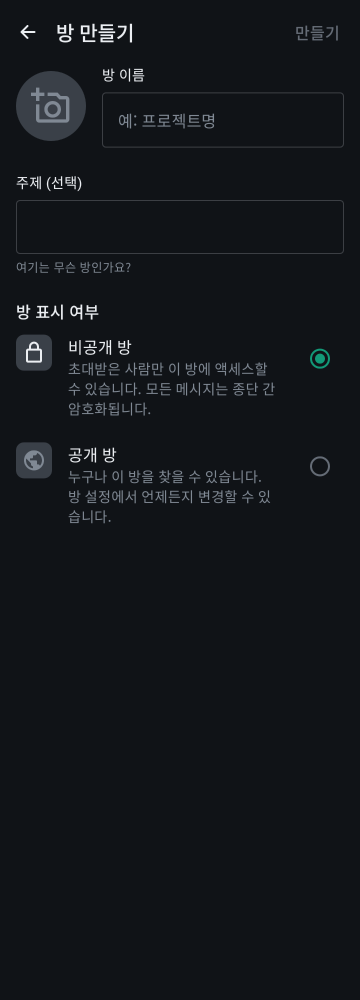 방 만들기
만들기
방 이름
예: 프로젝트명
주제 (선택)
여기는 무슨 방인가요?
방 표시 여부
비공개 방
초대받은 사람만 이 방에 액세스할
수 있습니다. 모든 메시지는 종단 간
암호화됩니다.
공개 방
누구나 이 방을 찾을 수 있습니다.
방 설정에서 언제든지 변경할 수 있
습니다.